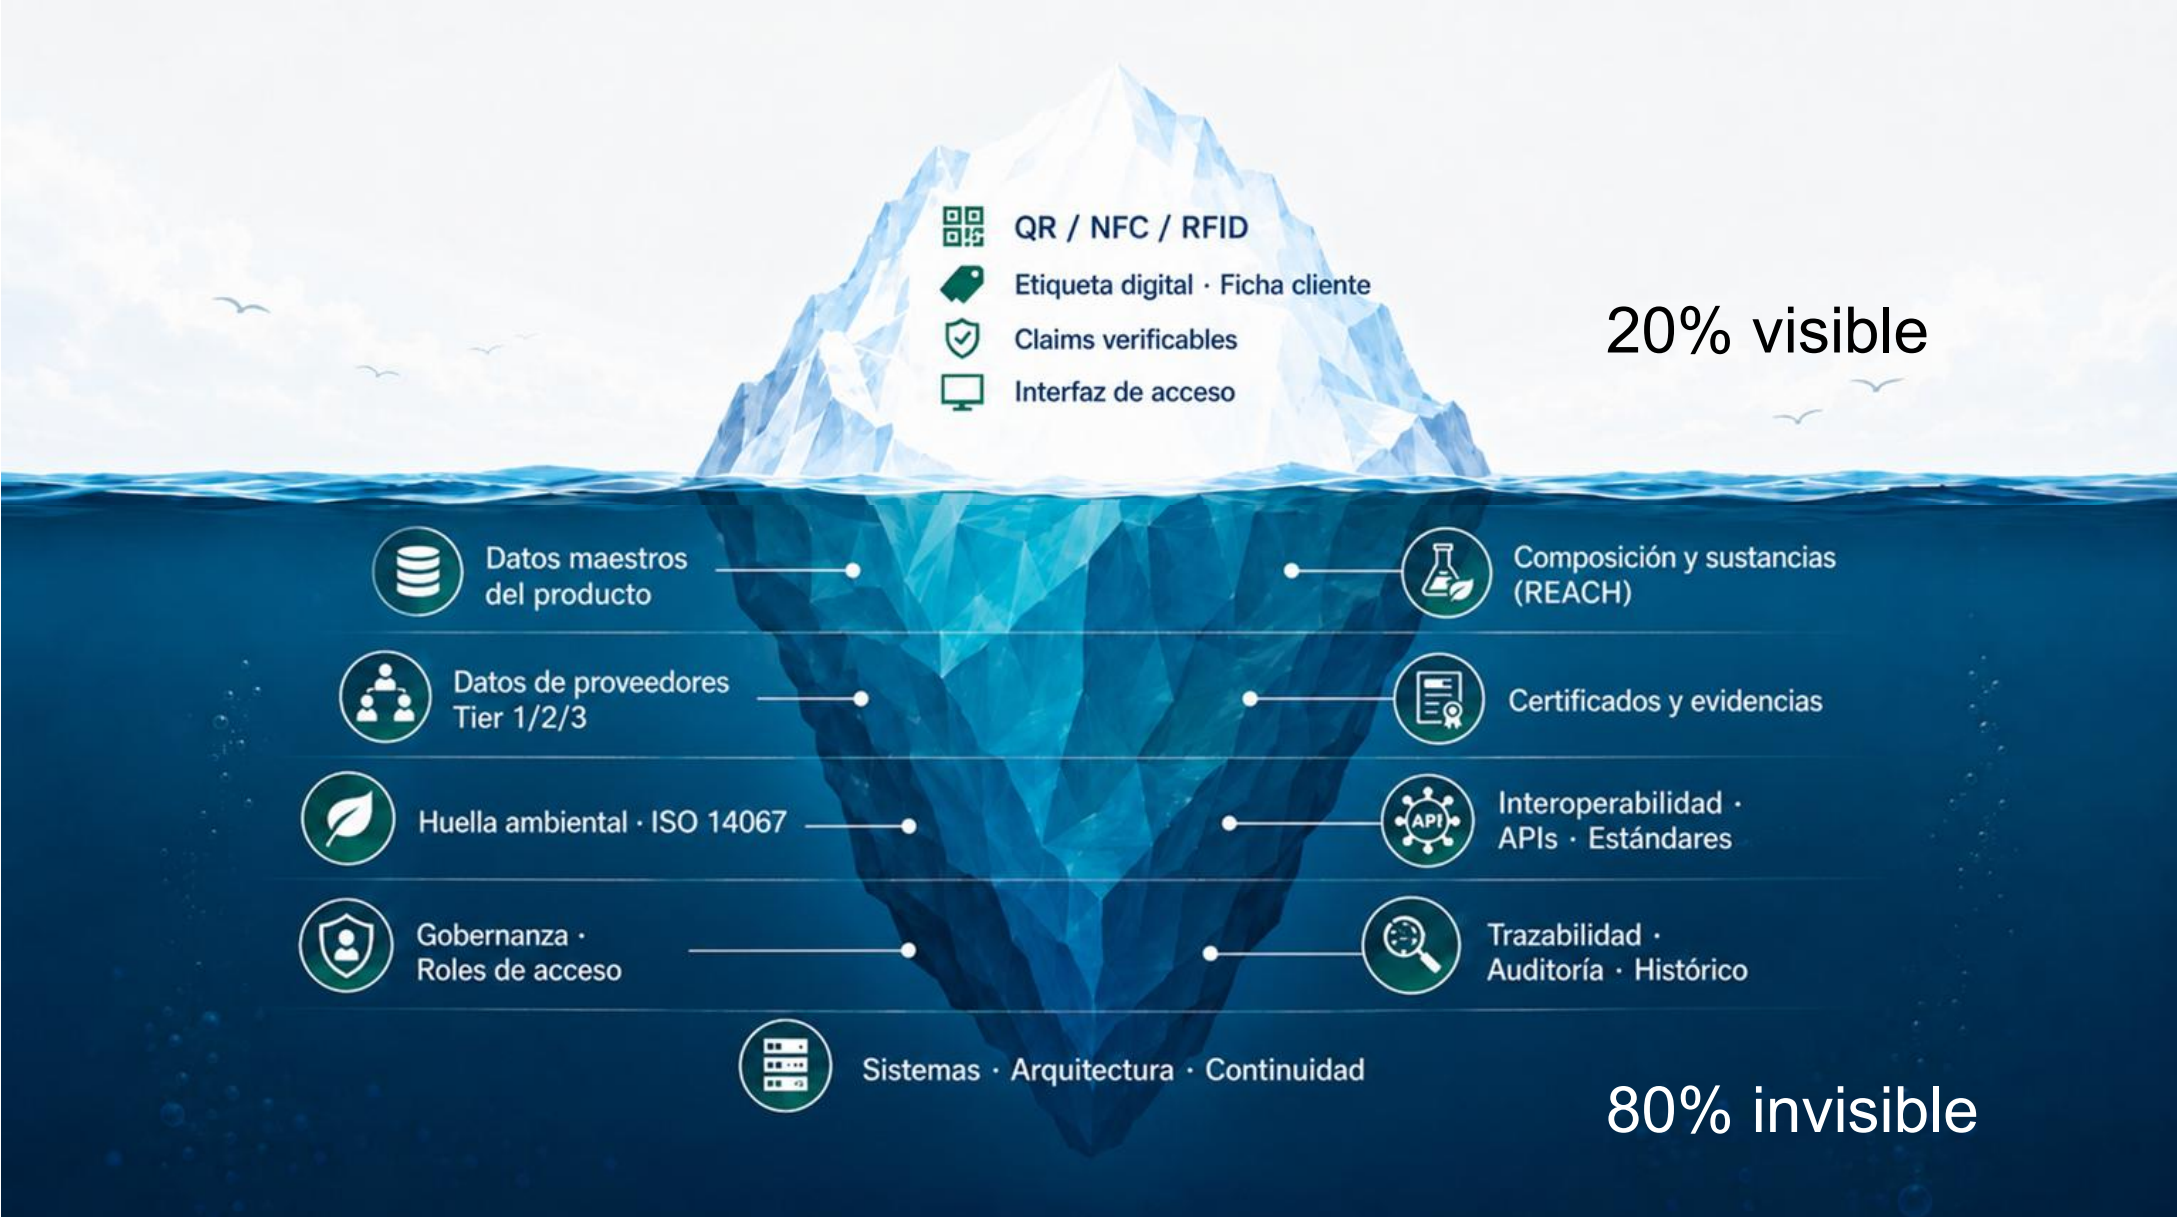 QR / NFC / RFID
Etiqueta digital · Ficha cliente
Claims verificables
Interfaz de acceso
20% visible
Datos maestros
del producto
Composición y sustancias
(REACH)
Datos de proveedores
Tier 1/2/3
Certificados y evidencias
Huella ambiental · ISO 14067
Interoperabilidad ·
APIs · Estándares
API
Gobernanza ·
Roles de acceso
Trazabilidad ·
Auditoría · Histórico
Sistemas · Arquitectura · Continuidad
80% invisible